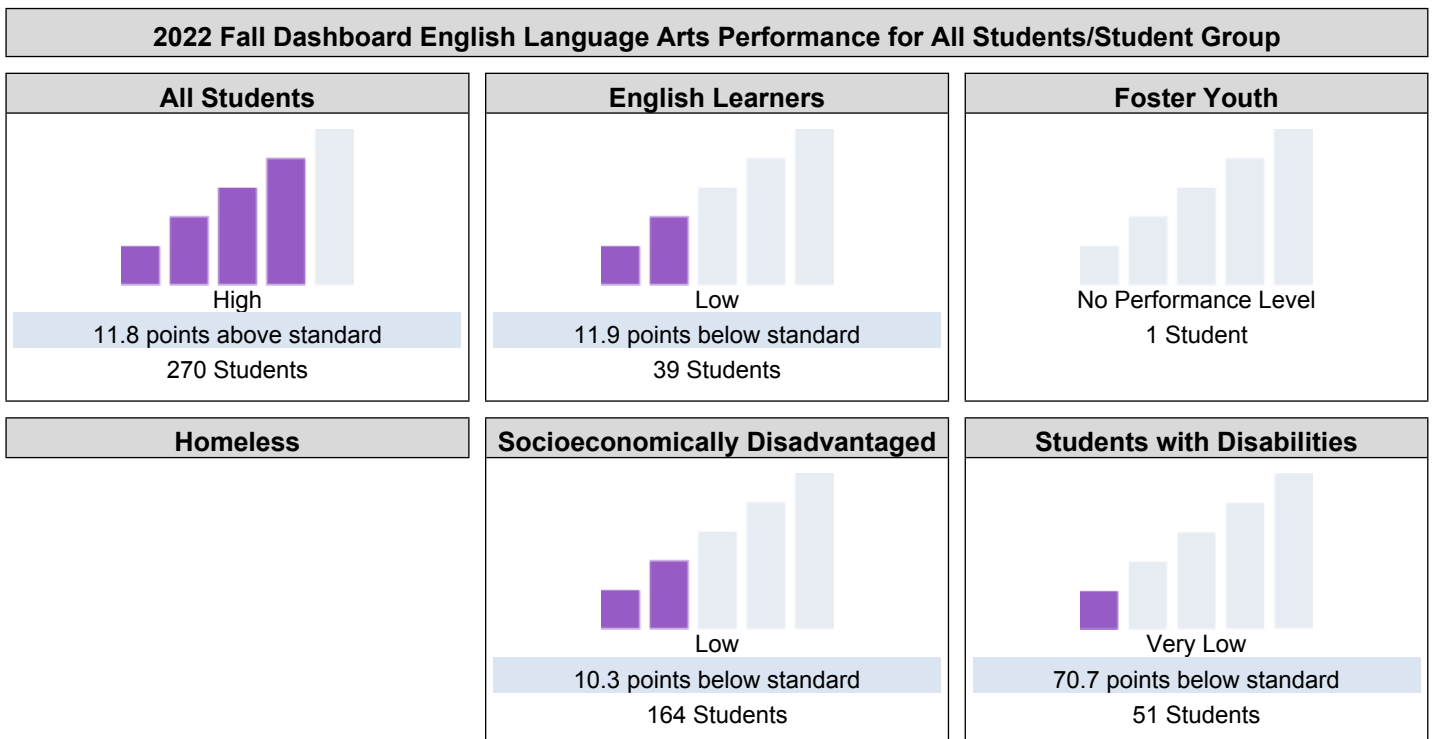 2022 Fall Dashboard English Language Arts Performance for All Students/Student Group
All Students
High
11.8 points above standard
270 Students
English Learners
Low
11.9 points below standard
39 Students
Foster Youth
No Performance Level
1 Student
Homeless
Socioeconomically Disadvantaged
Low
10.3 points below standard
164 Students
Students with Disabilities
Very Low
70.7 points below standard
51 Students